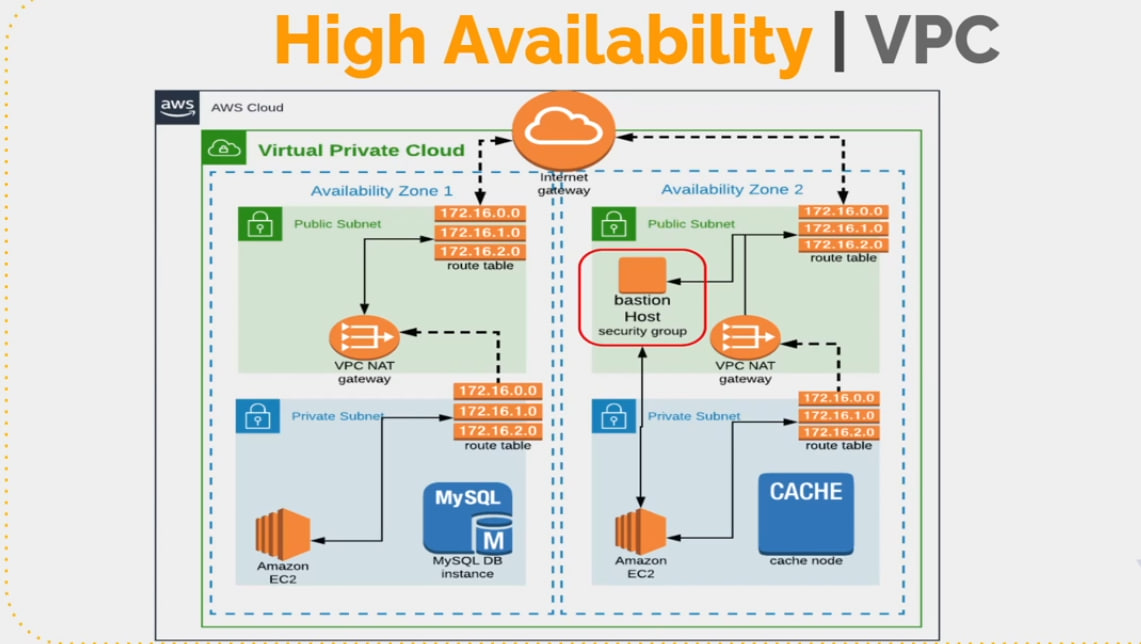 High Availability | VPC
aws
AWS Cloud
Virtual Private Cloud
Internet
gateway
Availability Zone 1
Public Subnet
172.16.0.0
172.16.1.0
172.16.2.0
route table
VPC NAT
gateway
Private Subnet
172.16.0.0
172.16.1.0
172.16.2.0
route table
Amazon
EC2
MySQL
M
MySQL DB
instance
Availability Zone 2
Public Subnet
172.16.0.0
172.16.1.0
172.16.2.0
route table
bastion
Host
security group
VPC NAT
gateway
Private Subnet
172.16.0.0
172.16.1.0
172.16.2.0
route table
Amazon
EC2
CACHE
cache node